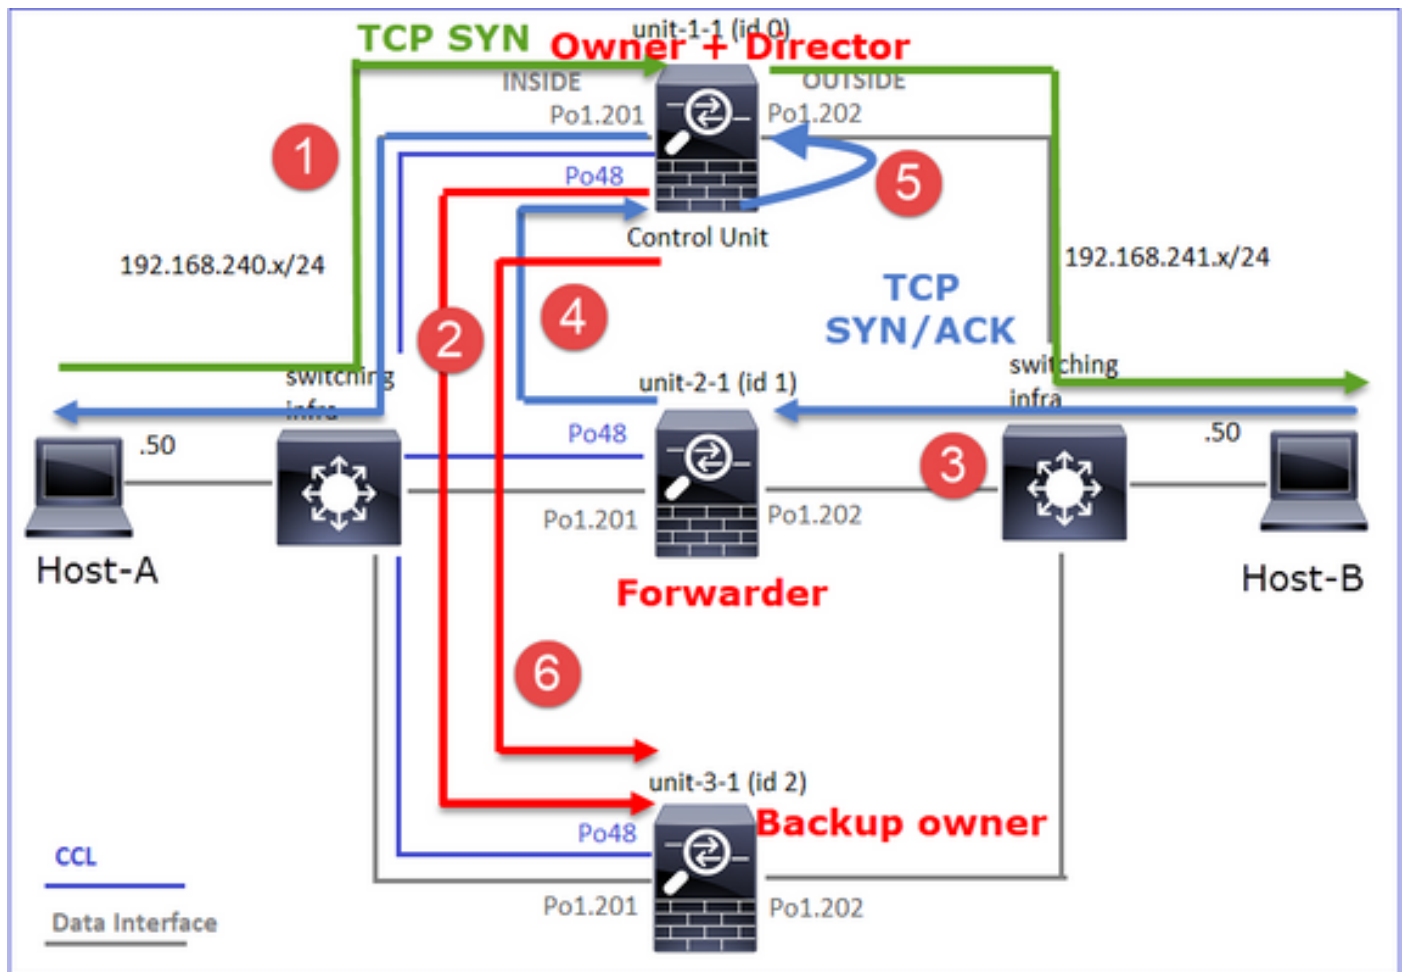 unit-1-1 (id 0)
TCP SYN
Owner + Director
INSIDE
OUTSIDE
Po1.201
Po1.202
1
Po48
5
Control Unit
192.168.240.x/24
192.168.241.x/24
TCP
SYN/ACK
2
4
switching
infra
unit-2-1 (id 1)
switching
infra
.50
Po48
3
.50
Po1.201
Po1.202
Host-A
Forwarder
Host-B
6
unit-3-1 (id 2)
Backup owner
Po48
CCL
Po1.201
Po1.202
Data Interface